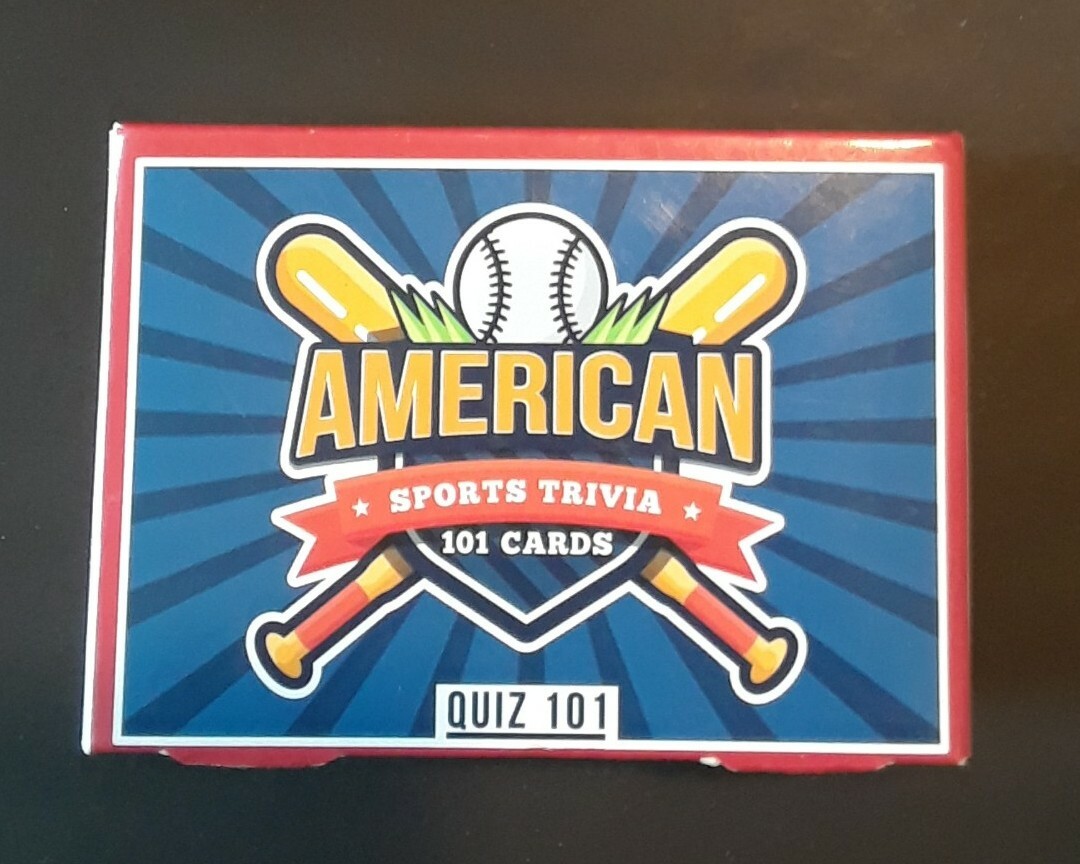 AMERICAN
SPORTS TRIVIA
101 CARDS
QUIZ 101